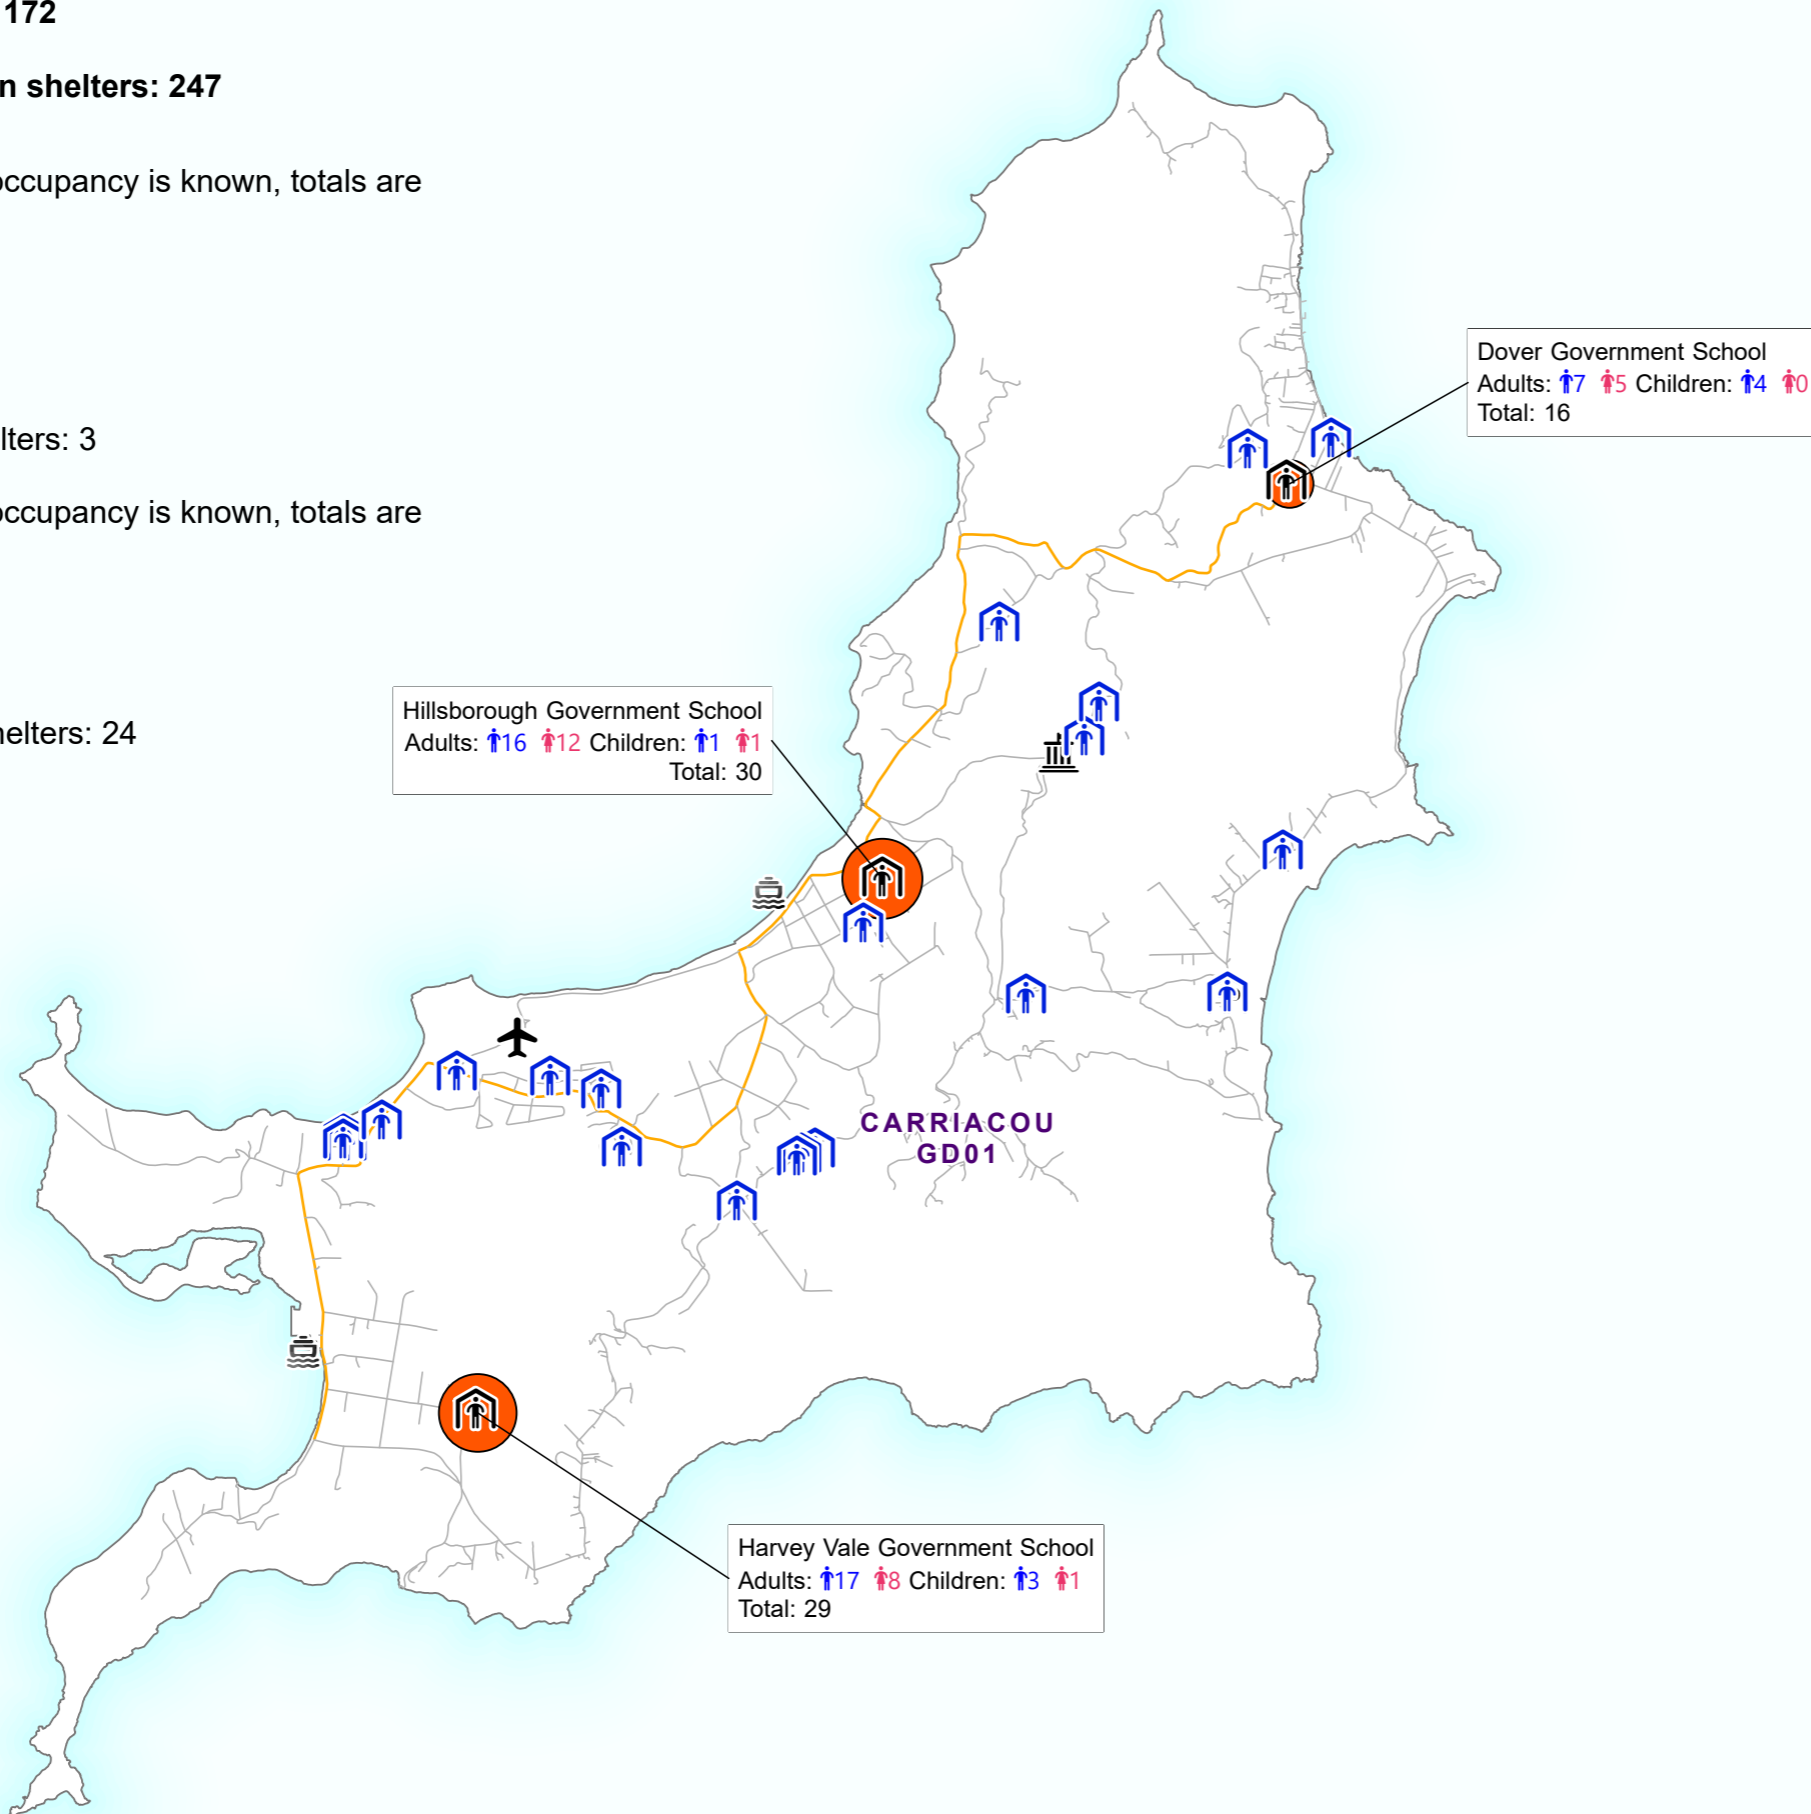 172
n shelters: 247
occupancy is known, totals are
lters: 3
occupancy is known, totals are
helters: 24
Dover Government School
Adults: 7 5 Children: 4 0
Total: 16
Hillsborough Government School
Adults: 16 12 Children: 1 1
Total: 30
CARRIACOU
GD01
Harvey Vale Government School
Adults: 17 8 Children: 3 1
Total: 29